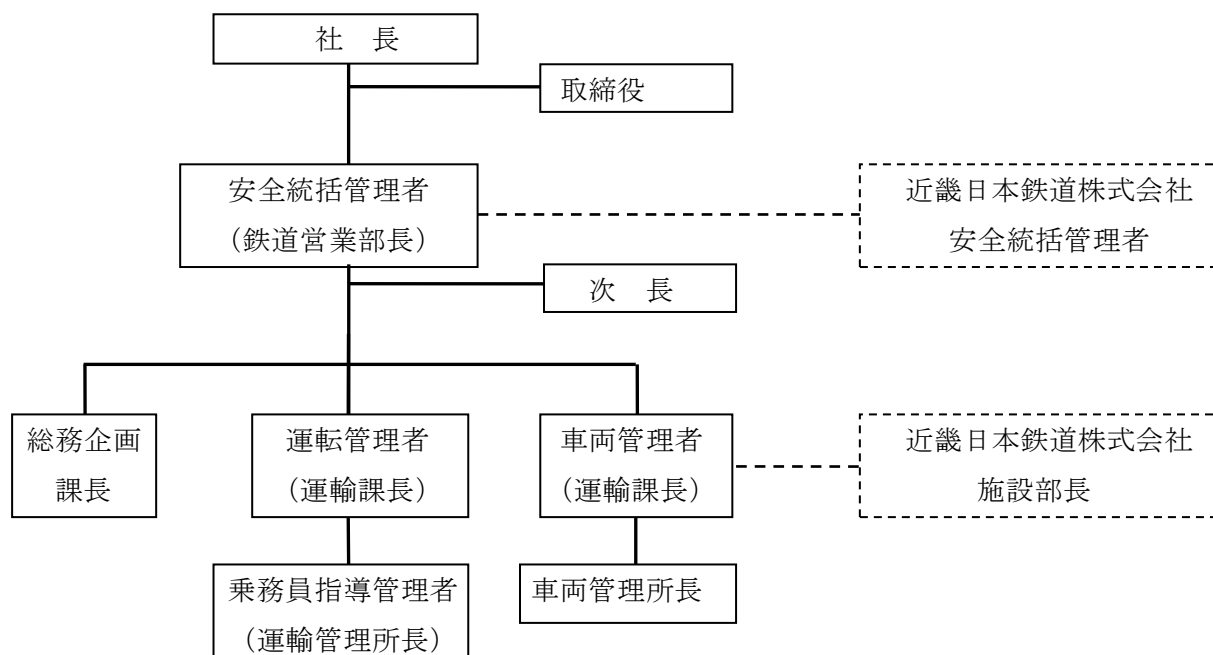 社　長
取締役
安全統括管理者
（鉄道営業部長）
近畿日本鉄道株式会社
安全統括管理者
次　長
総務企画
課長
運転管理者
（運輸課長）
車両管理者
（運輸課長）
近畿日本鉄道株式会社
施設部長
乗務員指導管理者
（運輸管理所長）
車両管理所長